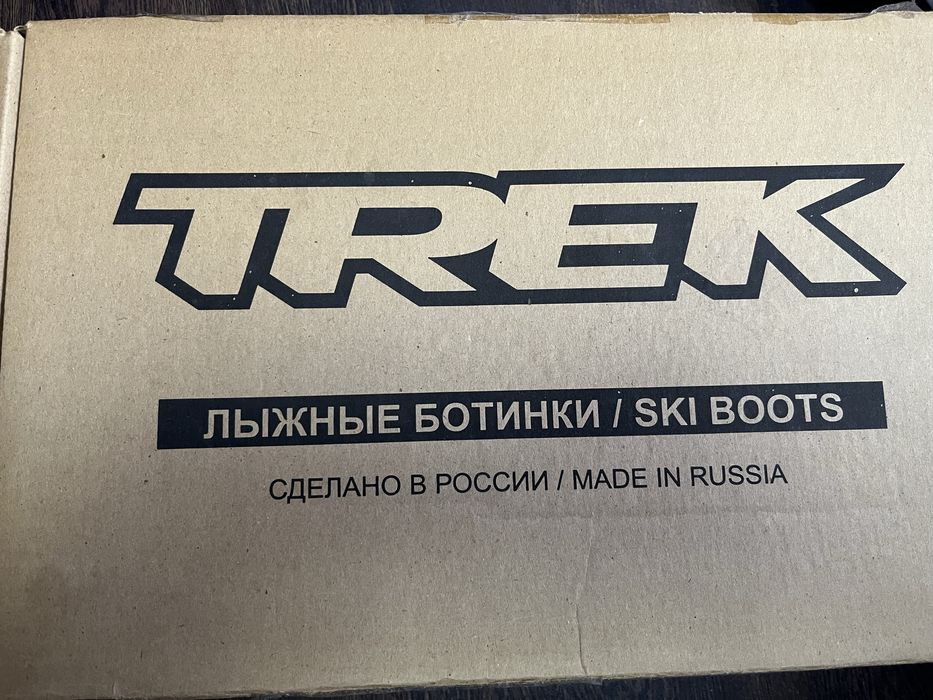 TREK
ЛЫЖНЫЕ БОТИНКИ / SKI BOOTS
СДЕЛАНО В РОССИИ / MADE IN RUSSIA